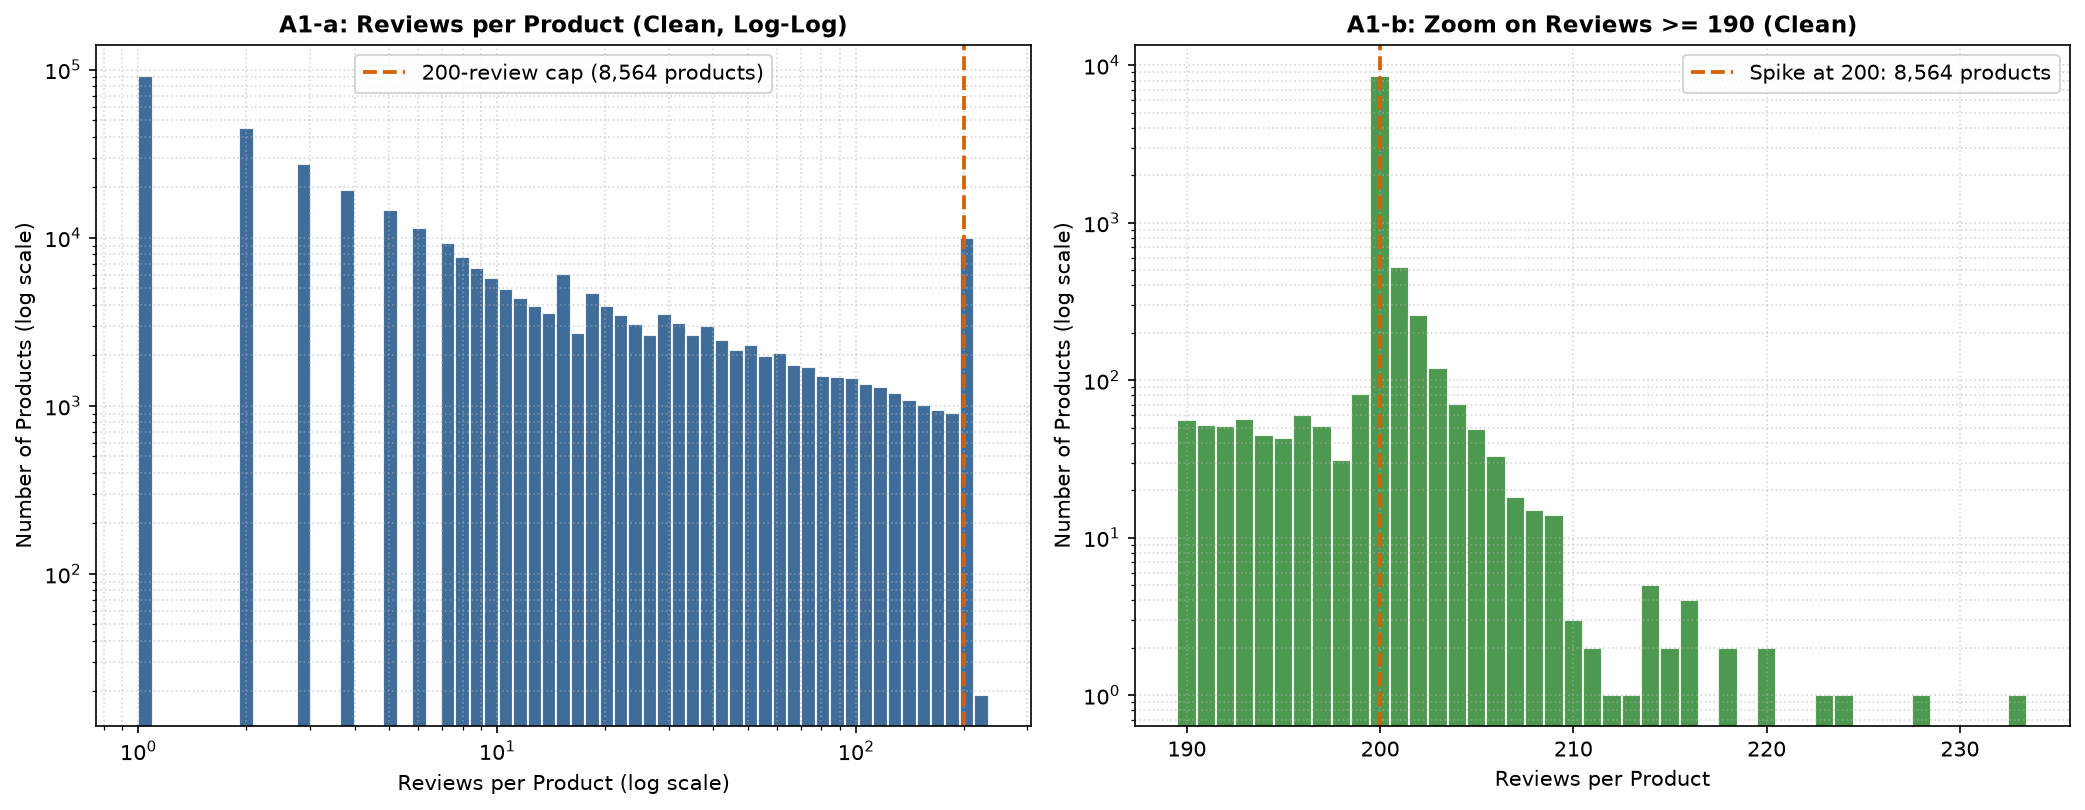 A1-a: Reviews per Product (Clean, Log-Log)
200-review cap (8,564 products)
Number of Products (log scale)
10^5
10^4
10^3
10^2
10^0
10^1
10^2
Reviews per Product (log scale)
A1-b: Zoom on Reviews >= 190 (Clean)
Spike at 200: 8,564 products
Number of Products (log scale)
10^4
10^3
10^2
10^1
10^0
190
200
210
220
230
Reviews per Product